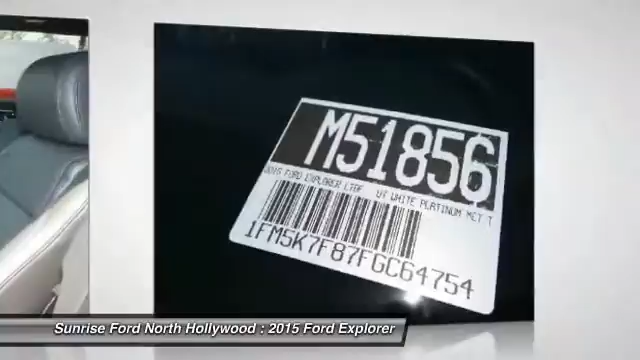 M51856
2015 FORD EXPLORER LTDF UT WHITE PLATINUM MET T
1FM5K7F87FGC64754
Sunrise Ford North Hollywood : 2015 Ford Explorer